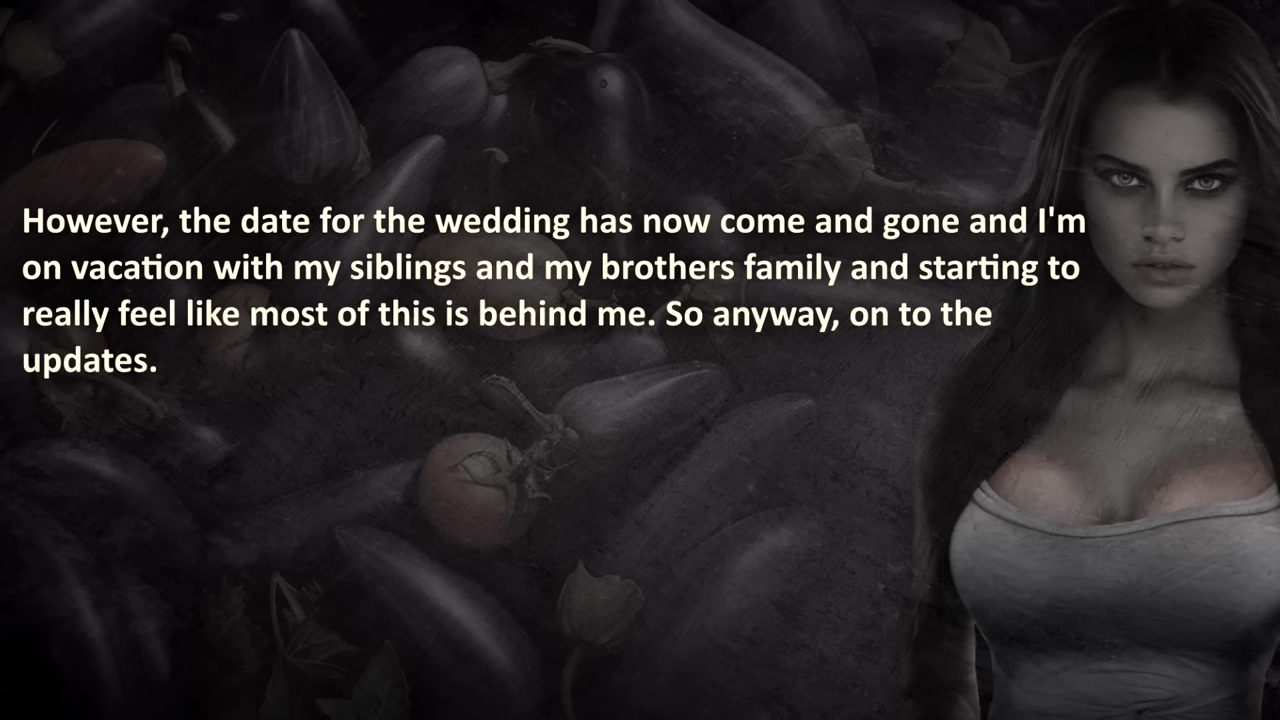 However, the date for the wedding has now come and gone and I'm
on vacation with my siblings and my brothers family and starting to
really feel like most of this is behind me. So anyway, on to the
updates.